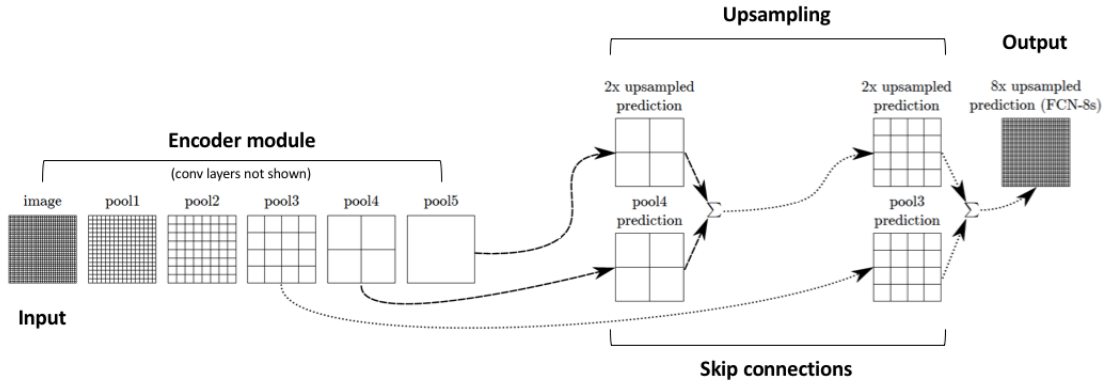 Upsampling
Output
2x upsampled
prediction
2x upsampled
prediction
8x upsampled
prediction (FCN-8s)
Encoder module
(conv layers not shown)
image
pool1
pool2
pool3
pool4
pool5
pool4
prediction
Σ
pool3
prediction
Σ
Input
Skip connections